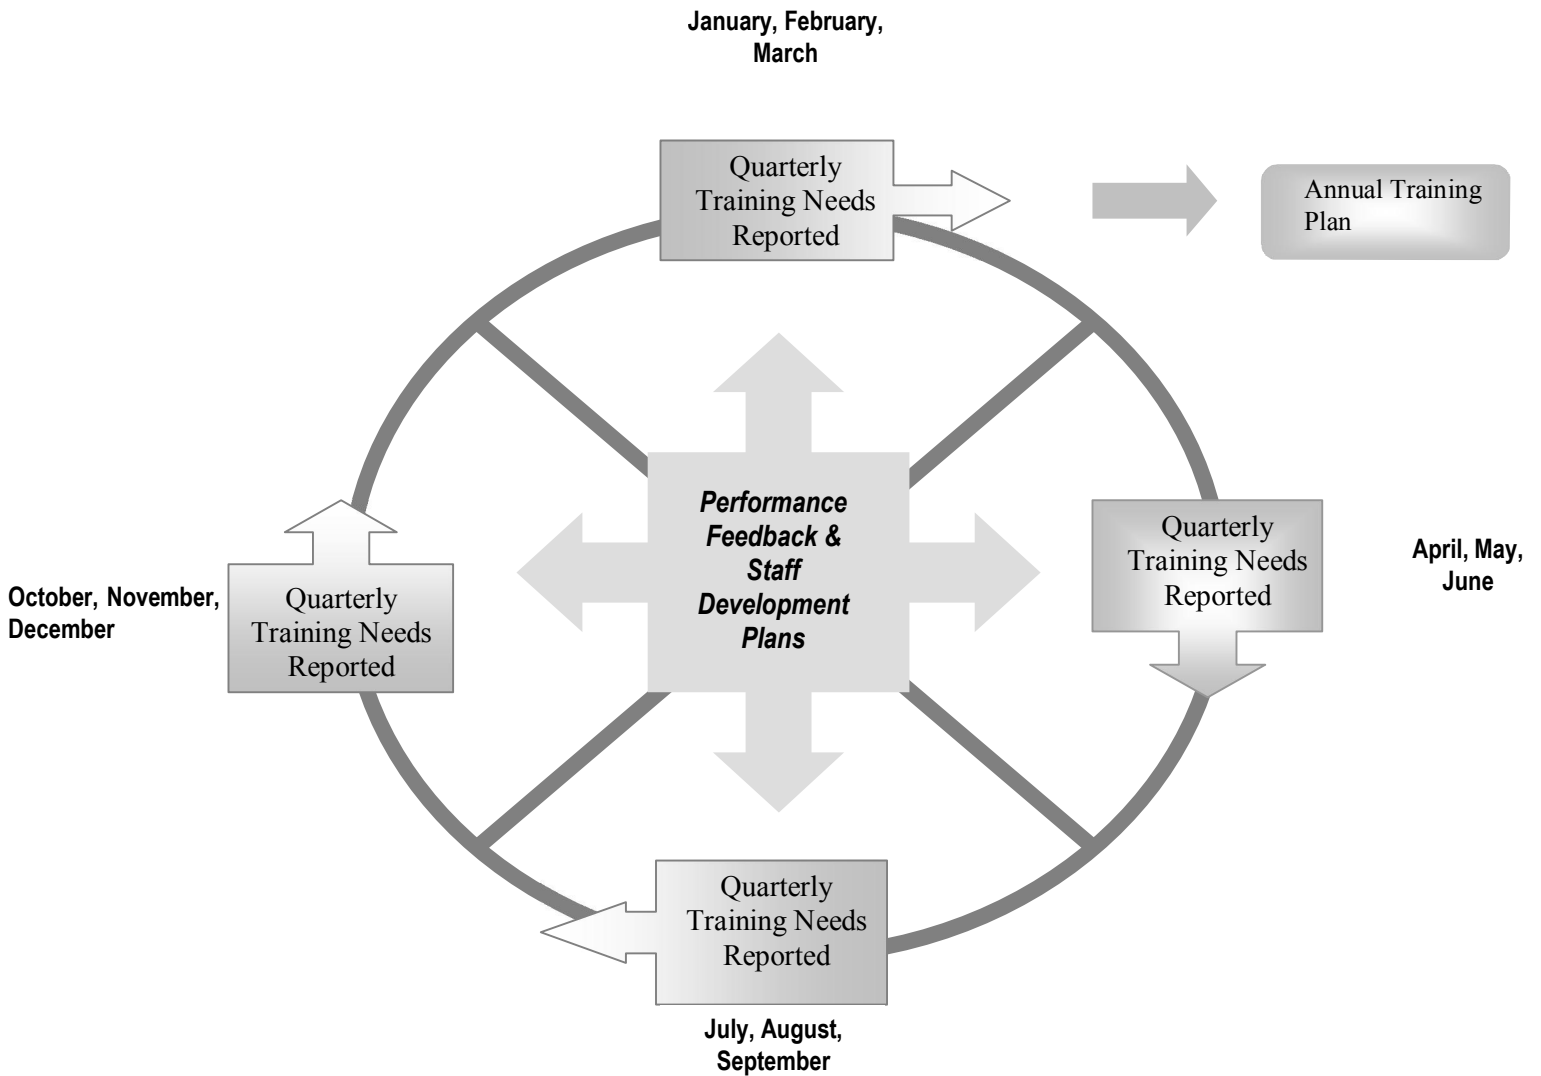 January, February,
March
Quarterly
Training Needs
Reported
Annual Training
Plan
Performance
Feedback &
Staff
Development
Plans
Quarterly
Training Needs
Reported
April, May,
June
October, November,
December
Quarterly
Training Needs
Reported
Quarterly
Training Needs
Reported
July, August,
September